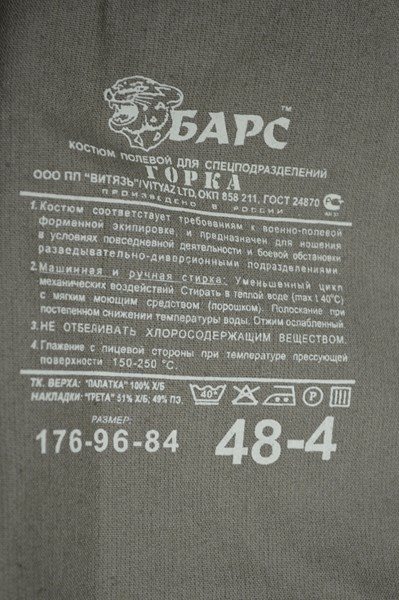 БАРС™
КОСТЮМ ПОЛЕВОЙ ДЛЯ СПЕЦПОДРАЗДЕЛЕНИЙ
ГОРКА
ООО ПП "ВИТЯЗЬ"/VITYAZ LTD, ОКП 858 211, ГОСТ 24870
ПРОИЗВЕДЕНО В РОССИИ
1. Костюм соответствует требованиям к военно-полевой
форменной экипировке, и предназначен для ношения
в условиях повседневной деятельности и боевой обстановки
разведывательно-диверсионными подразделениями.
2. Машинная и ручная стирка: Уменьшенный цикл
механических воздействий. Стирать в теплой воде (max t 40°C)
с мягким моющим средством (порошком). Полоскание при
постепенном снижении температуры воды. Отжим ослабленный.
3. НЕ ОТБЕЛИВАТЬ ХЛОРОСОДЕРЖАЩИМ ВЕЩЕСТВОМ.
4. Глажение с лицевой стороны при температуре прессующей
поверхности 150-250 °C.
ТК. ВЕРХА: "ПАЛАТКА" 100% Х/Б
НАКЛАДКИ: "ГРЕТА" 51% Х/Б; 49% ПЭ.
40° P
РАЗМЕР:
176-96-84 48-4